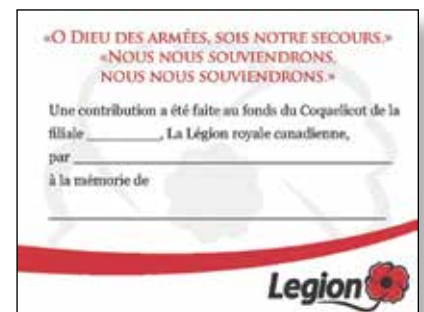 «O DIEU DES ARMÉES, SOIS NOTRE SECOURS.»
«NOUS NOUS SOUVIENDRONS,
NOUS NOUS SOUVIENDRONS.»
Une contribution a été faite au fonds du Coquelicot de la
filiale __________, La Légion royale canadienne,
par
à la mémoire de
Legion